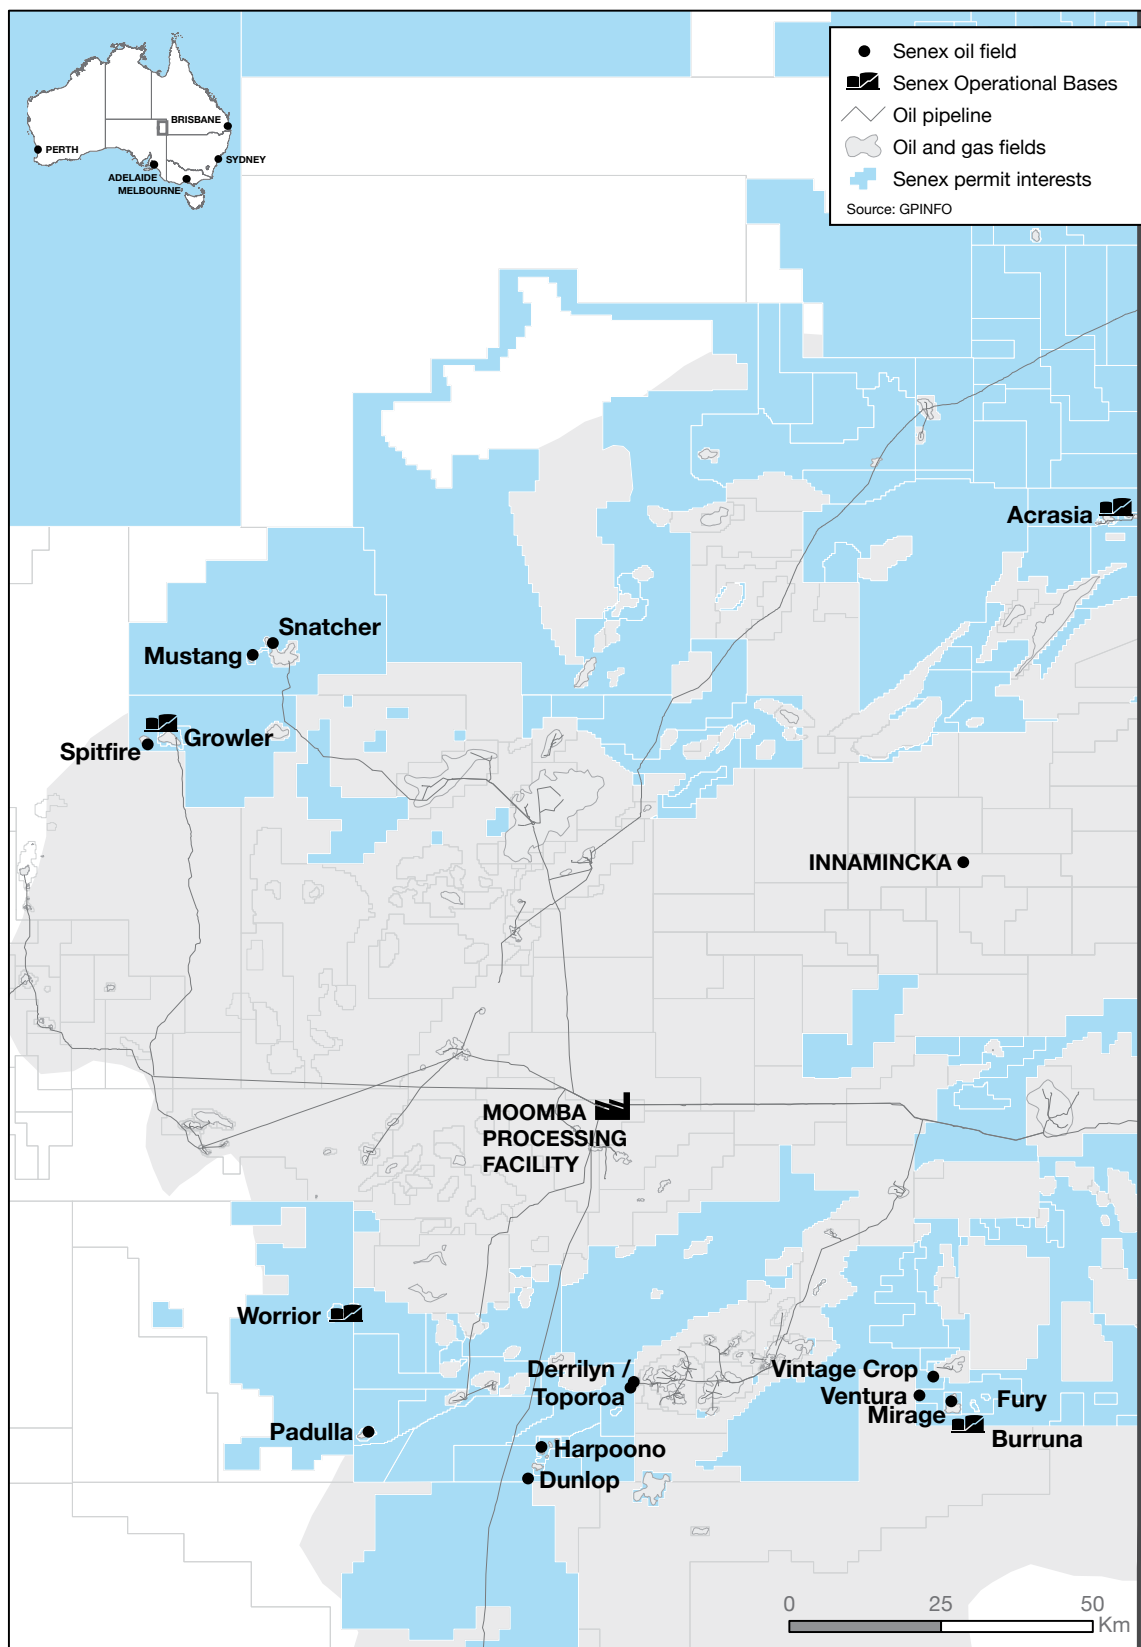 Senex oil field
Senex Operational Bases
Oil pipeline
Oil and gas fields
Senex permit interests
Source: GPINFO
BRISBANE
PERTH
SYDNEY
ADELAIDE
MELBOURNE
Acrasia
Snatcher
Mustang
Growler
Spitfire
INNAMINCKA
MOOMBA
PROCESSING
FACILITY
Worrior
Derrilyn /
Toporoa
Vintage Crop
Ventura
Mirage
Fury
Burruna
Padulla
Harpoono
Dunlop
0 25 50
Km